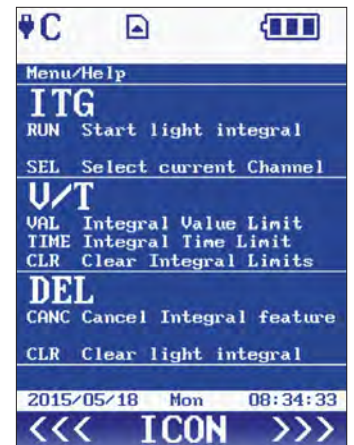 C
Menu/Help
ITG
RUN Start light integral
SEL Select current Channel
V/T
VAL Integral Value Limit
TIME Integral Time Limit
CLR Clear Integral Limits
DEL
CANC Cancel Integral feature
CLR Clear light integral
2015/05/18 Mon 08:34:33
<<< ICON >>>